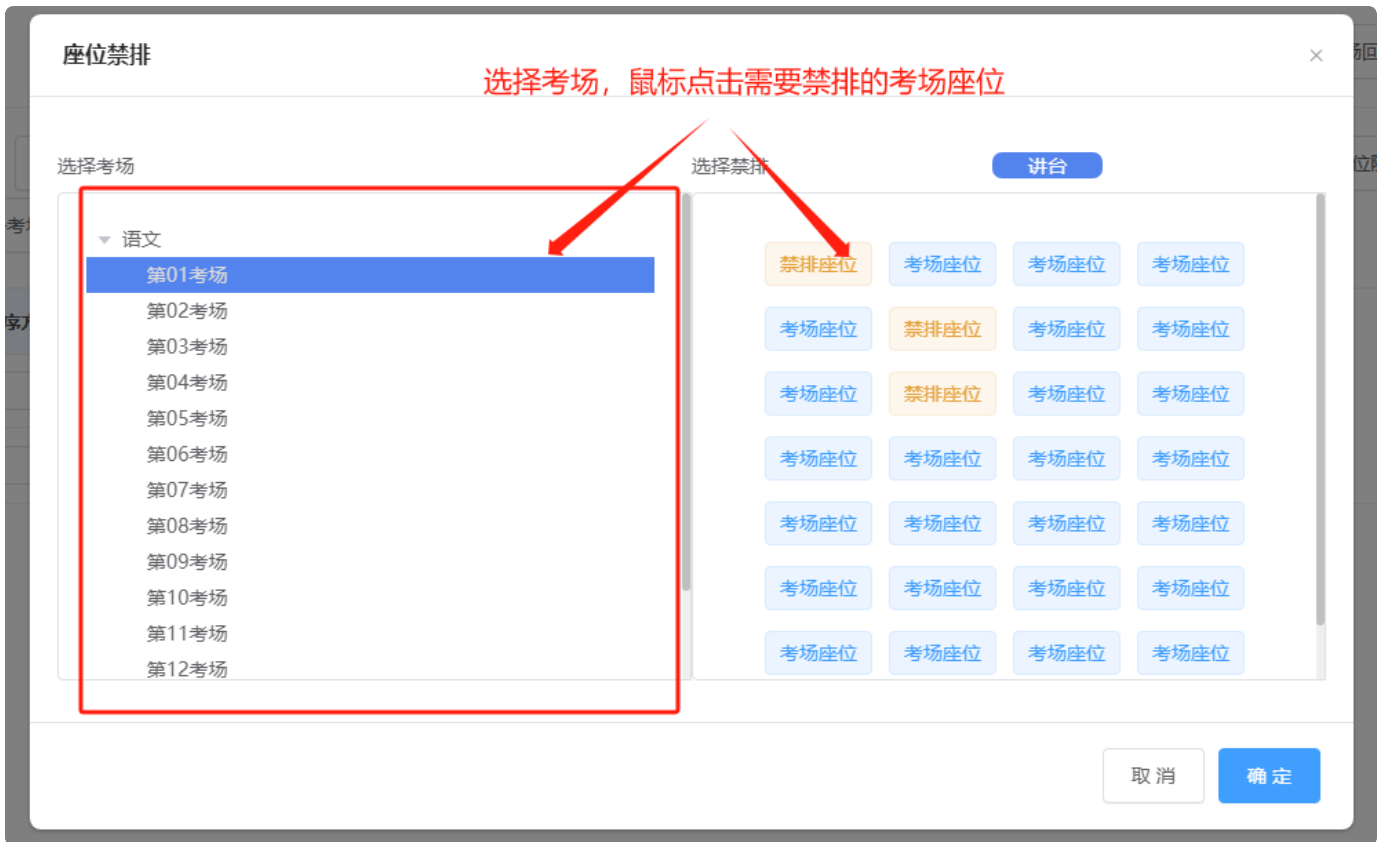 座位禁排
选择考场，鼠标点击需要禁排的考场座位
选择考场
选择禁排
讲台
语文
第01考场
第02考场
第03考场
第04考场
第05考场
第06考场
第07考场
第08考场
第09考场
第10考场
第11考场
第12考场
禁排座位 考场座位 考场座位 考场座位
考场座位 禁排座位 考场座位 考场座位
考场座位 禁排座位 考场座位 考场座位
考场座位 考场座位 考场座位 考场座位
考场座位 考场座位 考场座位 考场座位
考场座位 考场座位 考场座位 考场座位
考场座位 考场座位 考场座位 考场座位
取消 确定